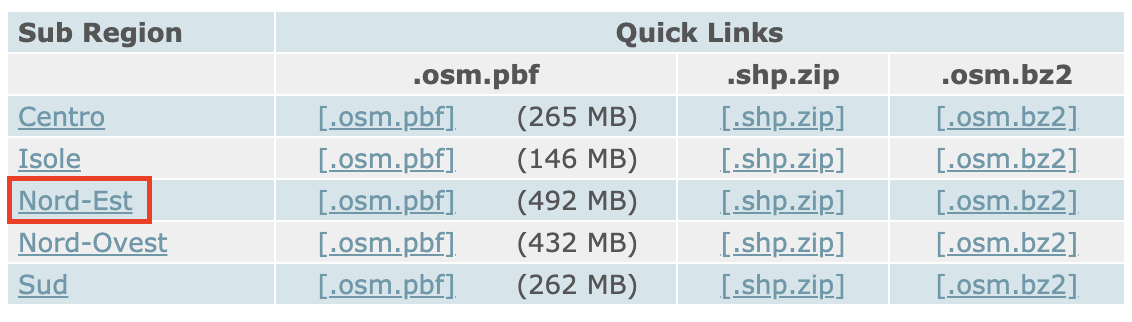 Sub Region Quick Links
.osm.pbf .shp.zip .osm.bz2
Centro [.osm.pbf] (265 MB) [.shp.zip] [.osm.bz2]
Isole [.osm.pbf] (146 MB) [.shp.zip] [.osm.bz2]
Nord-Est [.osm.pbf] (492 MB) [.shp.zip] [.osm.bz2]
Nord-Ovest [.osm.pbf] (432 MB) [.shp.zip] [.osm.bz2]
Sud [.osm.pbf] (262 MB) [.shp.zip] [.osm.bz2]